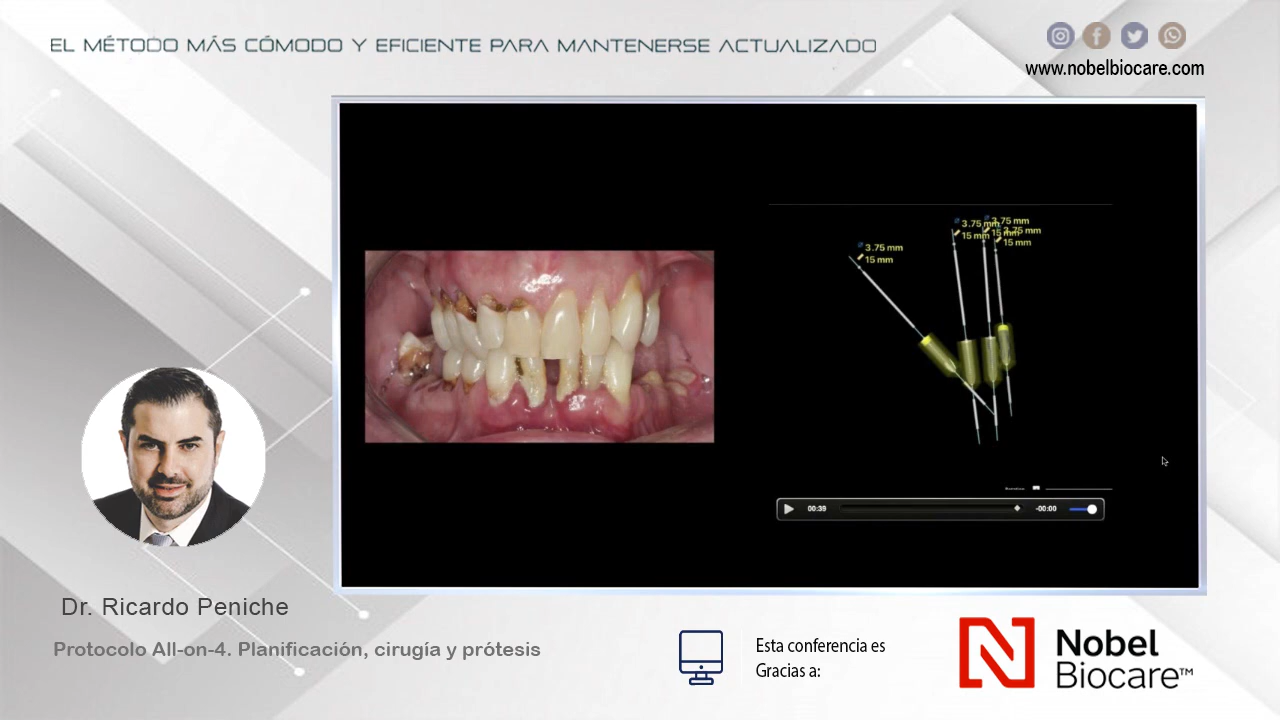 EL MÉTODO MÁS CÓMODO Y EFICIENTE PARA MANTENERSE ACTUALIZADO
www.nobelbiocare.com
3.75 mm
15 mm
3.75 mm
15 mm
3.75 mm
15
3.75 mm
15 mm
00:39
-00:00
Dr. Ricardo Peniche
Protocolo All-on-4. Planificación, cirugía y prótesis
Esta conferencia es
Gracias a:
Nobel
Biocare™